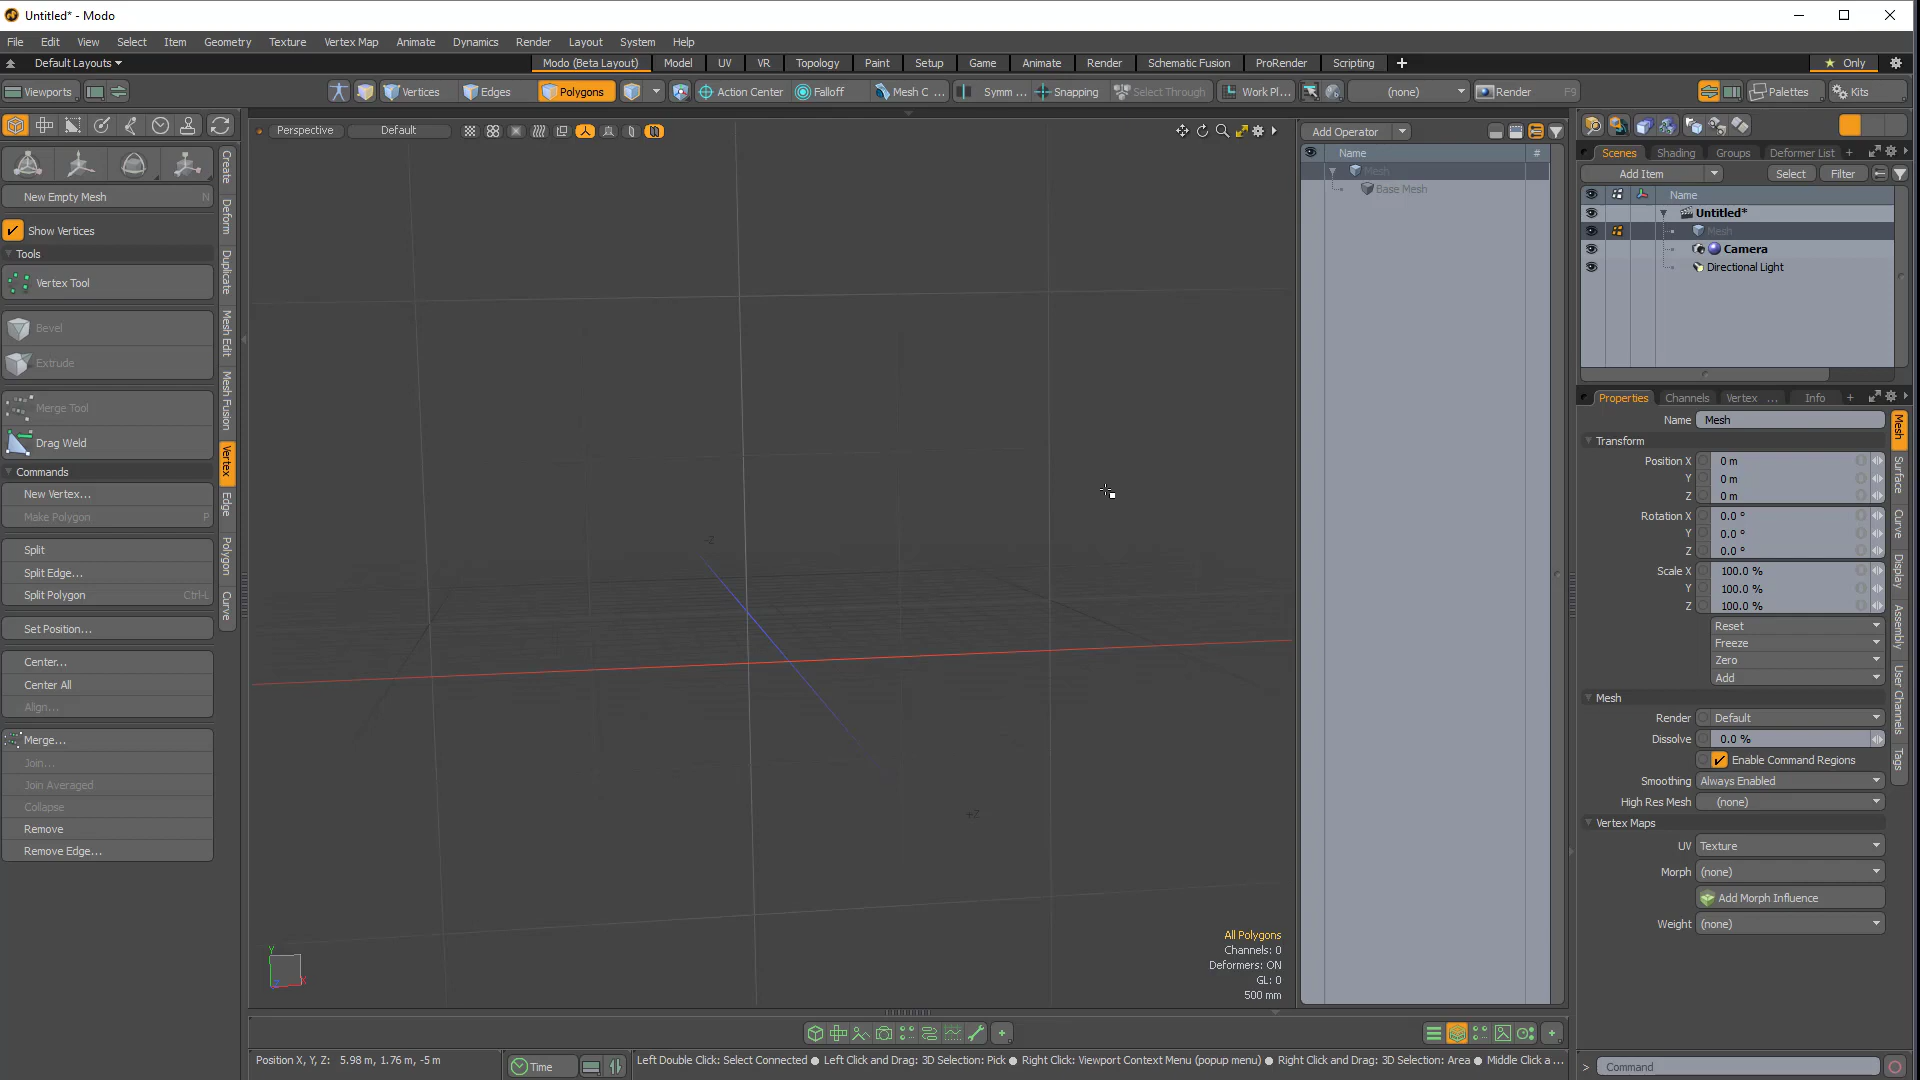 Untitled* - Modo
File Edit View Select Item Geometry Texture Vertex Map Animate Dynamics Render Layout System Help
Default Layouts
Modo (Beta Layout) Model UV VR Topology Paint Setup Game Animate Render Schematic Fusion ProRender Scripting + ★ Only
Viewports Vertices Edges Polygons Action Center Falloff Mesh C ... Symm ... Snapping Select Through Work Pl... (none) Render F9 Palettes Kits
Perspective Default
Add Operator
Name #
Mesh
Base Mesh
New Empty Mesh N
Show Vertices
Tools
Vertex Tool
Bevel
Extrude
Merge Tool
Drag Weld
Commands
New Vertex...
Make Polygon P
Split
Split Edge...
Split Polygon Ctrl-L
Set Position...
Center...
Center All
Align...
Merge...
Join...
Join Averaged
Collapse
Remove
Remove Edge...
Create
Deform
Duplicate
Mesh Edit
Mesh Fusion
Vertex
Edge
Polygon
Curve
-Z
+Z
Y
Z
X
All Polygons
Channels: 0
Deformers: ON
GL: 0
500 mm
Scenes Shading Groups Deformer List +
Add Item Select Filter
Name
Untitled*
Mesh
Camera
Directional Light
Properties Channels Vertex ... Info +
Name Mesh
Transform
Position X 0 m
Y 0 m
Z 0 m
Rotation X 0.0 °
Y 0.0 °
Z 0.0 °
Scale X 100.0 %
Y 100.0 %
Z 100.0 %
Reset
Freeze
Zero
Add
Mesh
Render Default
Dissolve 0.0 %
Enable Command Regions
Smoothing Always Enabled
High Res Mesh (none)
Vertex Maps
UV Texture
Morph (none)
Add Morph Influence
Weight (none)
Mesh
Surface
Curve
Display
Assembly
User Channels
Tags
Position X, Y, Z: 5.98 m, 1.76 m, -5 m
Time
Left Double Click: Select Connected ● Left Click and Drag: 3D Selection: Pick ● Right Click: Viewport Context Menu (popup menu) ● Right Click and Drag: 3D Selection: Area ● Middle Click a ...
> Command